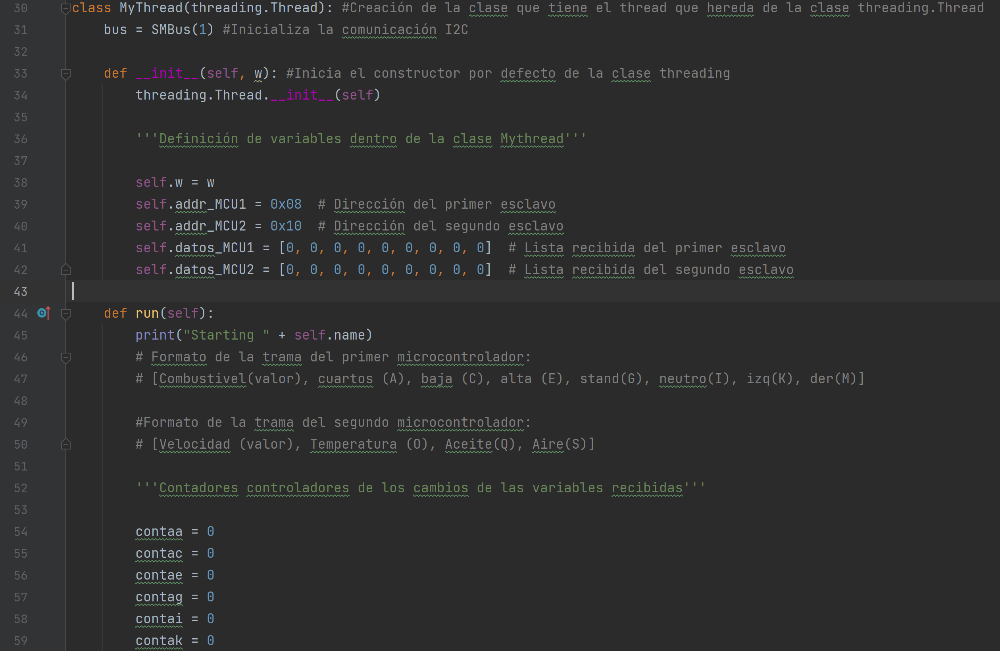 30 class MyThread(threading.Thread): #Creación de la clase que tiene el thread que hereda de la clase threading.Thread
31 bus = SMBus(1) #Inicializa la comunicación I2C
32
33 def __init__(self, w): #Inicia el constructor por defecto de la clase threading
34 threading.Thread.__init__(self)
35
36 '''Definición de variables dentro de la clase Mythread'''
37
38 self.w = w
39 self.addr_MCU1 = 0x08  # Dirección del primer esclavo
40 self.addr_MCU2 = 0x10  # Dirección del segundo esclavo
41 self.datos_MCU1 = [0, 0, 0, 0, 0, 0, 0, 0, 0]  # Lista recibida del primer esclavo
42 self.datos_MCU2 = [0, 0, 0, 0, 0, 0, 0, 0, 0]  # Lista recibida del segundo esclavo
43
44 def run(self):
45 print("Starting " + self.name)
46 # Formato de la trama del primer microcontrolador:
47 # [Combustivel(valor), cuartos (A), baja (C), alta (E), stand(G), neutro(I), izq(K), der(M)]
48
49 #Formato de la trama del segundo microcontrolador:
50 # [Velocidad (valor), Temperatura (O), Aceite(Q), Aire(S)]
51
52 '''Contadores controladores de los cambios de las variables recibidas'''
53
54 contaa = 0
55 contac = 0
56 contae = 0
57 contag = 0
58 contai = 0
59 contak = 0